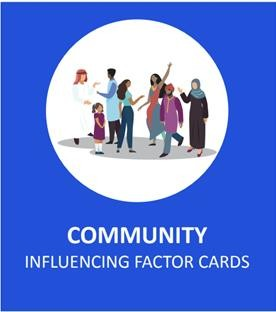 COMMUNITY
INFLUENCING FACTOR CARDS